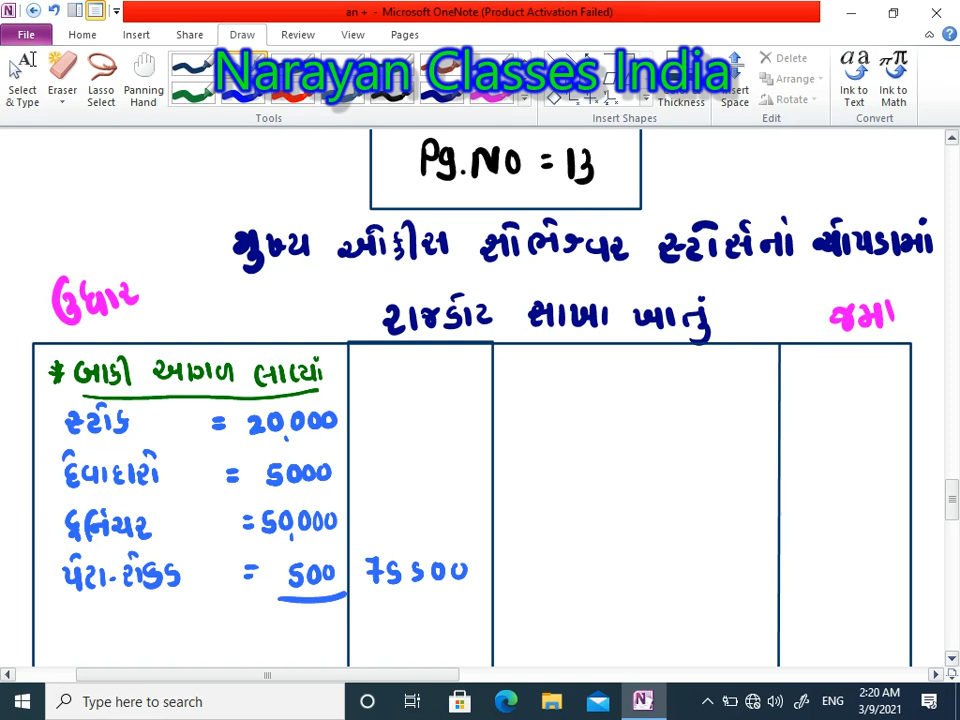 an + - Microsoft OneNote (Product Activation Failed)
File Home Insert Share Draw Review View Pages
Narayan Classes India
Select & Type Eraser Lasso Select Panning Hand Thickness Insert Space Delete Arrange Rotate Ink to Text Ink to Math
Tools Insert Shapes Edit Convert
Pg.No = 13
મુખ્ય ઓફીસ સોમેશ્વર સ્ટોર્સનાં ચોપડામાં
ઉધાર રાજકોટ શાખા ખાતું જમા
* બાકી આગળ લાવ્યાં
સ્ટોક = 20,000
દેવાદારો = 5000
ફર્નિચર = 50,000
પેટા-રોકડ = 500 75500
Type here to search
ENG 2:20 AM
3/9/2021